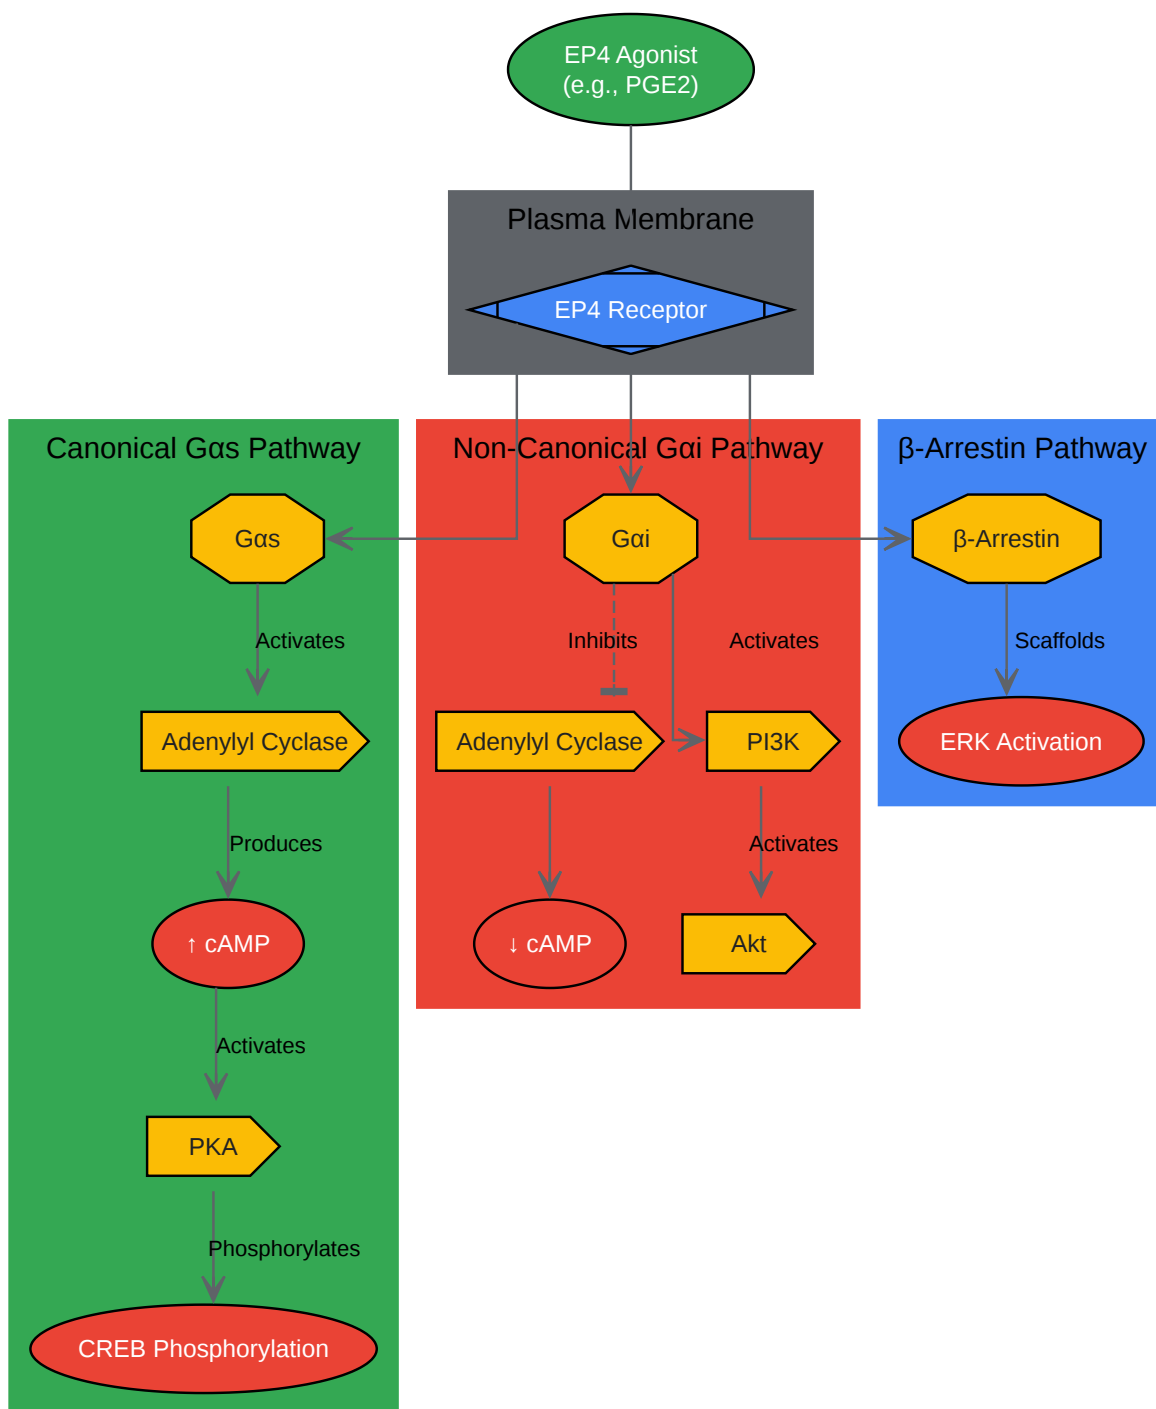 EP4 Agonist
(e.g., PGE2)
Plasma Membrane
EP4 Receptor
Canonical Gαs Pathway
Non-Canonical Gαi Pathway
β-Arrestin Pathway
Gαs
Gαi
β-Arrestin
Activates
Inhibits
Activates
Scaffolds
Adenylyl Cyclase
Adenylyl Cyclase
PI3K
ERK Activation
Produces
Activates
↑ cAMP
↓ cAMP
Akt
Activates
PKA
Phosphorylates
CREB Phosphorylation